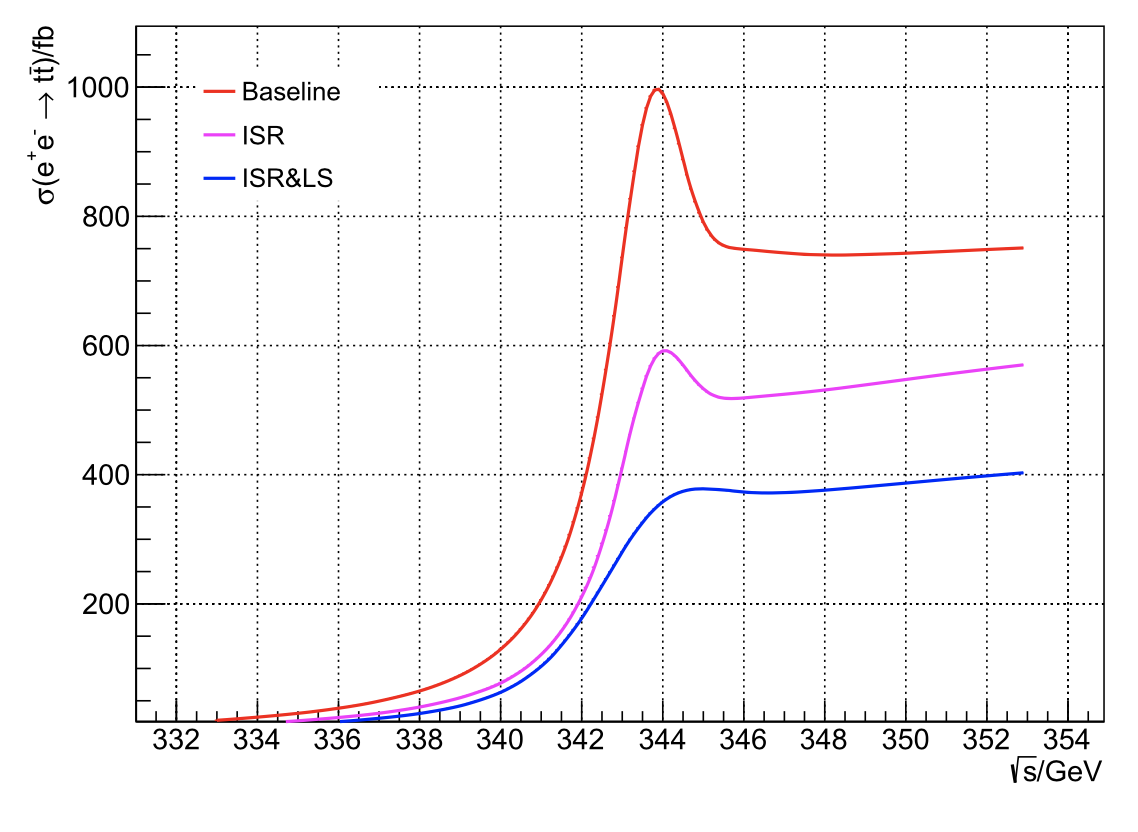 σ(e⁺e⁻ → tt̄)/fb
1000
800
600
400
200
Baseline
ISR
ISR&LS
332 334 336 338 340 342 344 346 348 350 352 354
√s/GeV